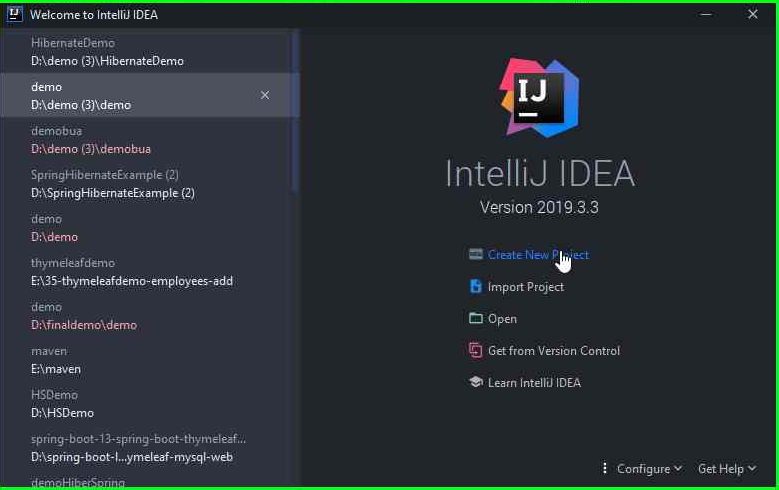 Welcome to IntelliJ IDEA
HibernateDemo
D:\demo (3)\HibernateDemo
demo
D:\demo (3)\demo
demobua
D:\demo (3)\demobua
SpringHibernateExample (2)
D:\SpringHibernateExample (2)
demo
D:\demo
thymeleafdemo
E:\35-thymeleafdemo-employees-add
demo
D:\finaldemo\demo
maven
E:\maven
HSDemo
D:\HSDemo
spring-boot-13-spring-boot-thymeleaf...
D:\spring-boot-l...ymeleaf-mysql-web
demoHiberSpring
IJ
IntelliJ IDEA
Version 2019.3.3
Create New Project
Import Project
Open
Get from Version Control
Learn IntelliJ IDEA
Configure
Get Help